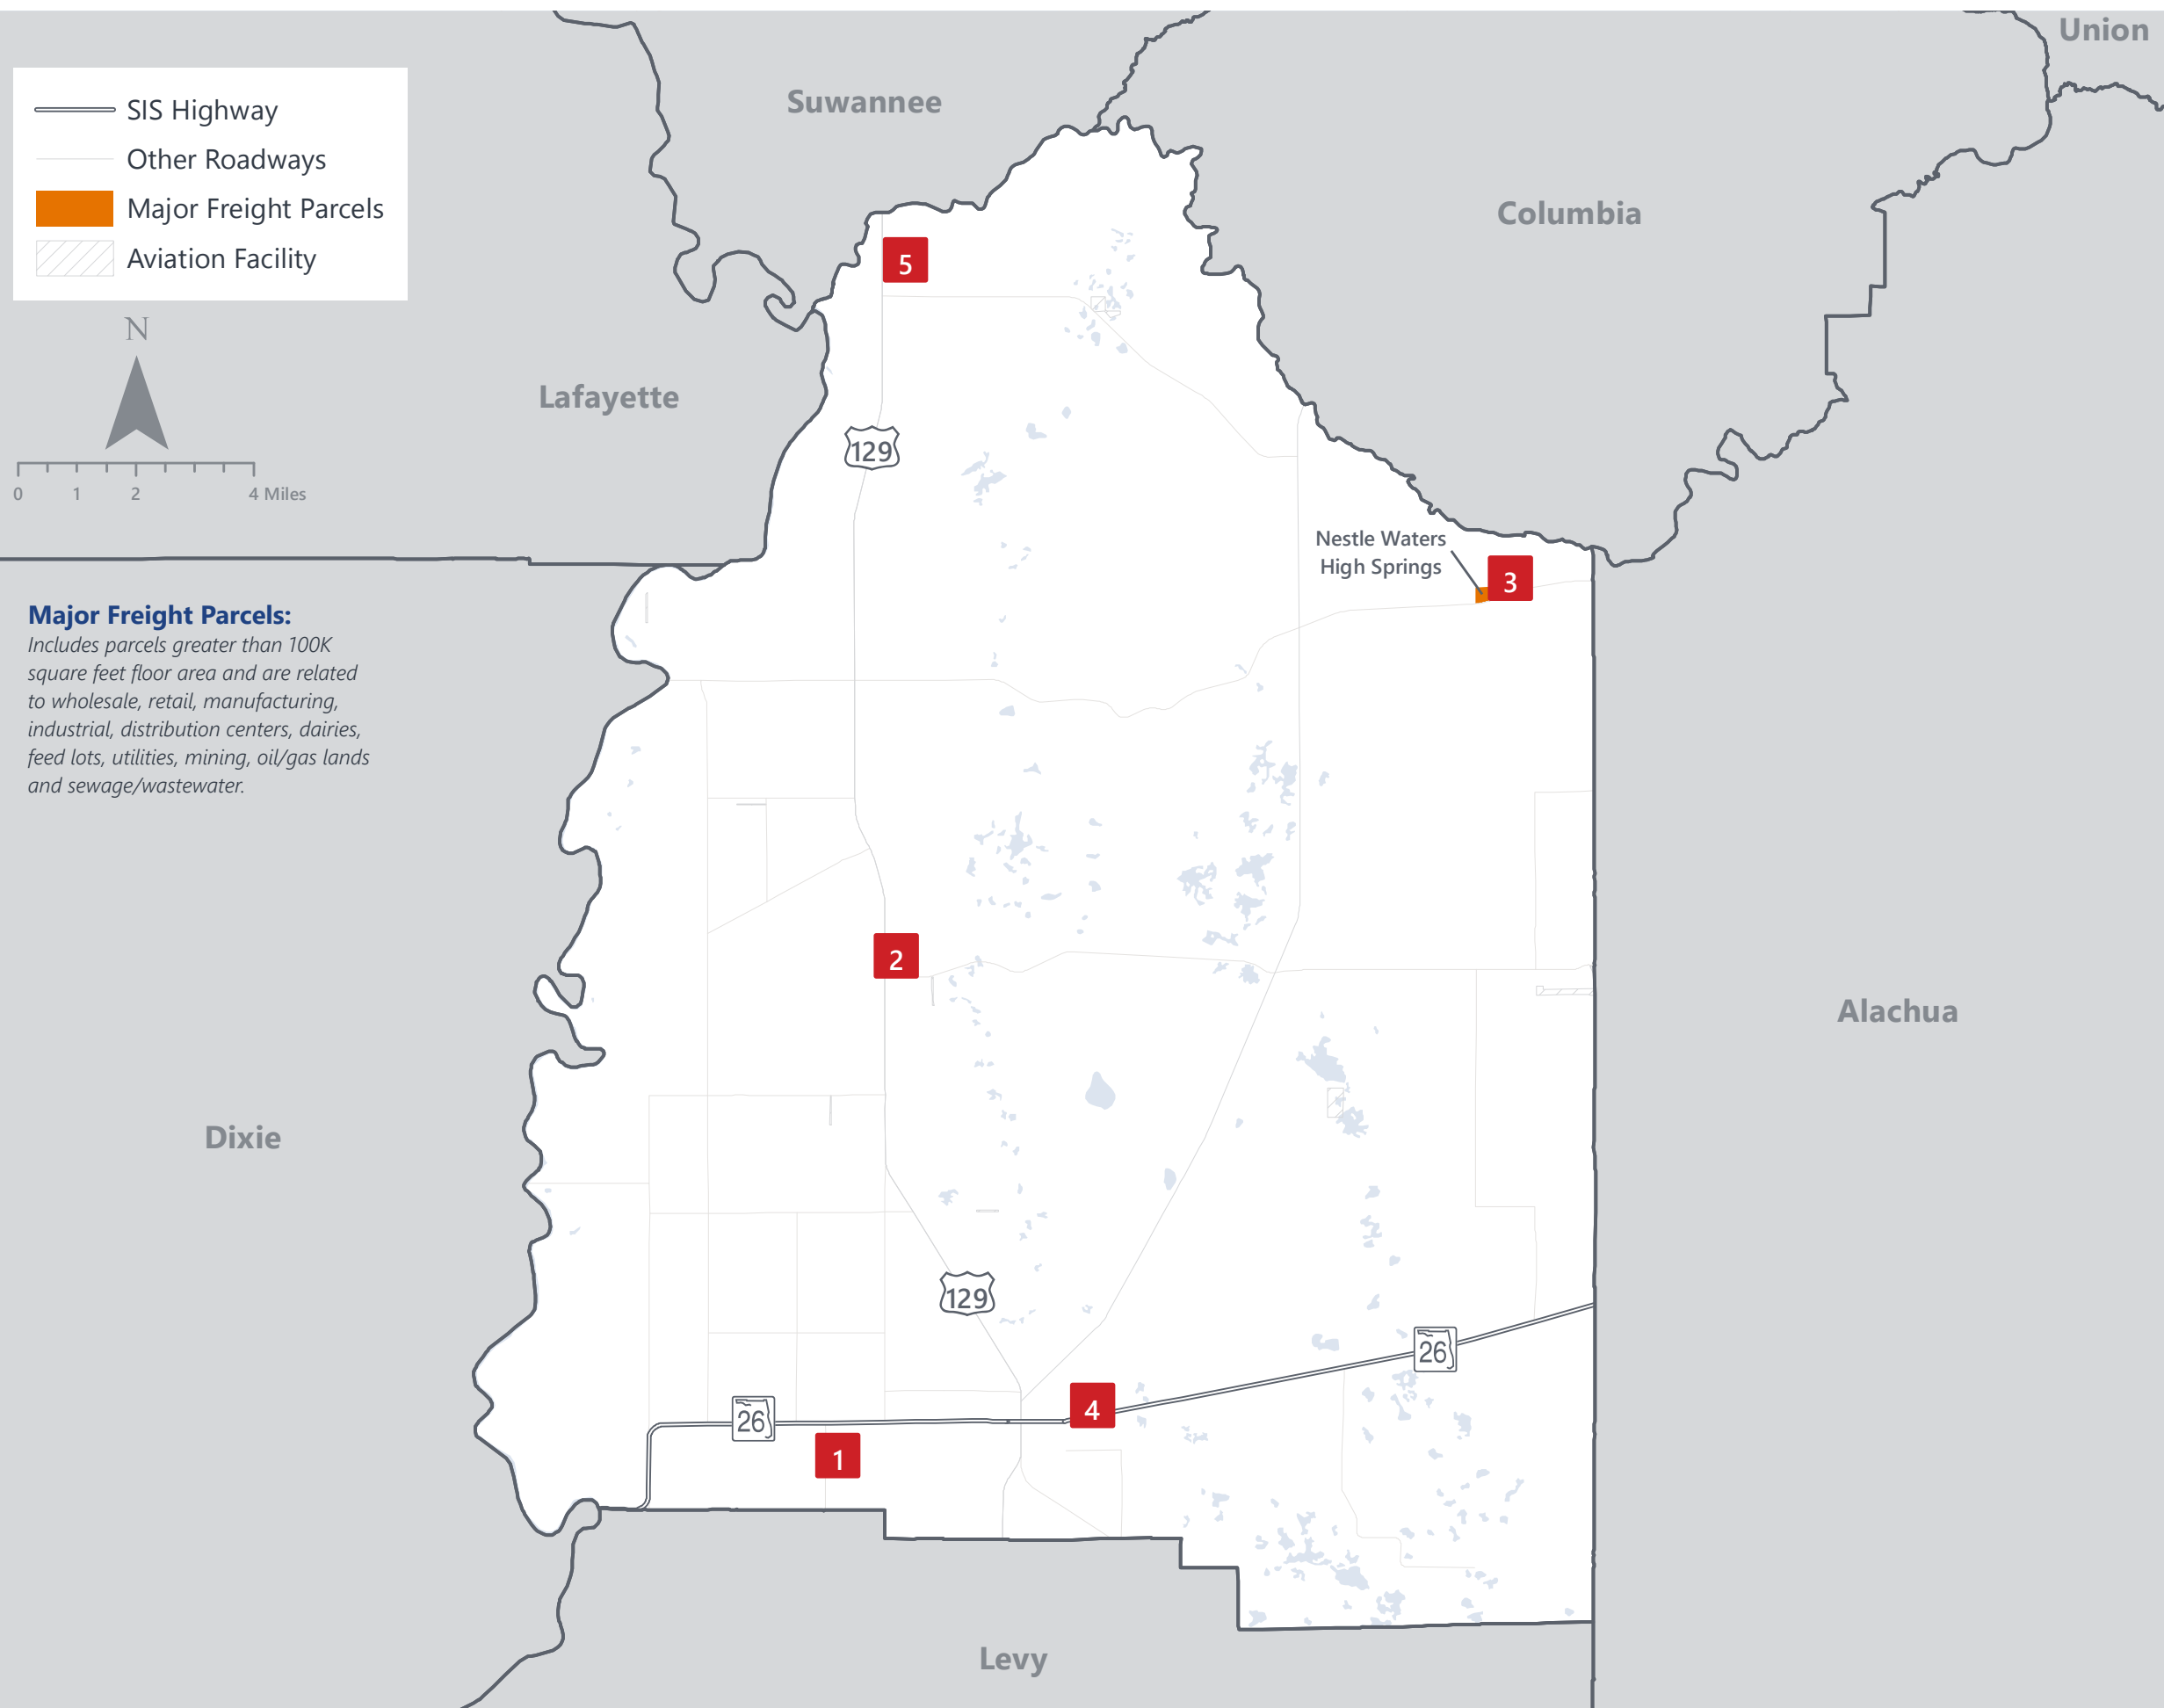 Union
Suwannee
Columbia
SIS Highway
Other Roadways
Major Freight Parcels
Aviation Facility
5
N
Lafayette
129
0 1 2 4 Miles
Nestle Waters
High Springs
3
Major Freight Parcels:
Includes parcels greater than 100K
square feet floor area and are related
to wholesale, retail, manufacturing,
industrial, distribution centers, dairies,
feed lots, utilities, mining, oil/gas lands
and sewage/wastewater.
2
Alachua
Dixie
129
26
4
26
1
Levy